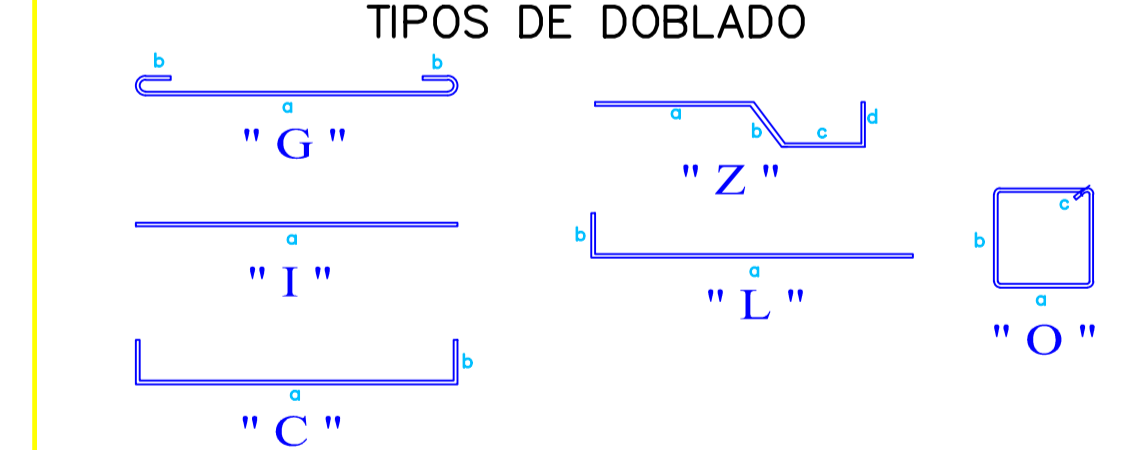 TIPOS DE DOBLADO
b b
a
" G "
a
" I "
a b
" C "
a b c d
" Z "
b
a
" L "
c
b
a
" O "